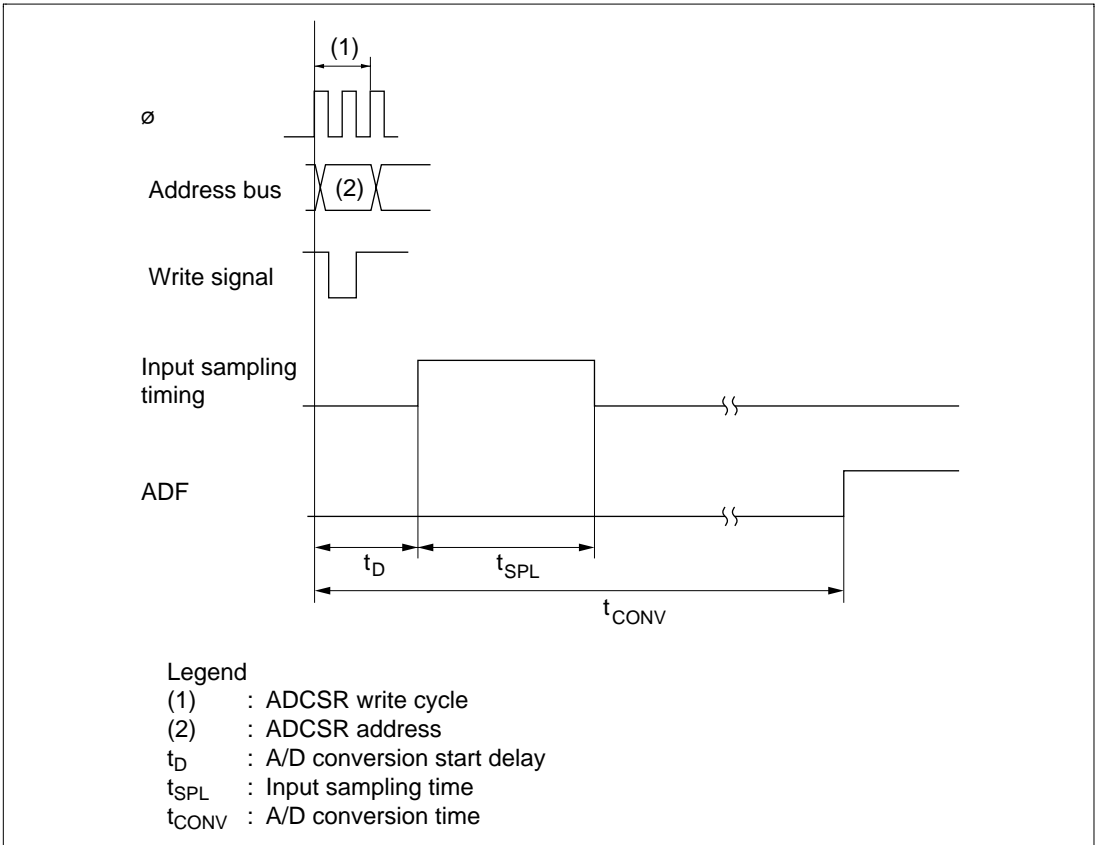 (1)
ø
Address bus
(2)
Write signal
Input sampling
timing
ADF
tD
tSPL
tCONV
Legend
(1) : ADCSR write cycle
(2) : ADCSR address
tD : A/D conversion start delay
tSPL : Input sampling time
tCONV : A/D conversion time